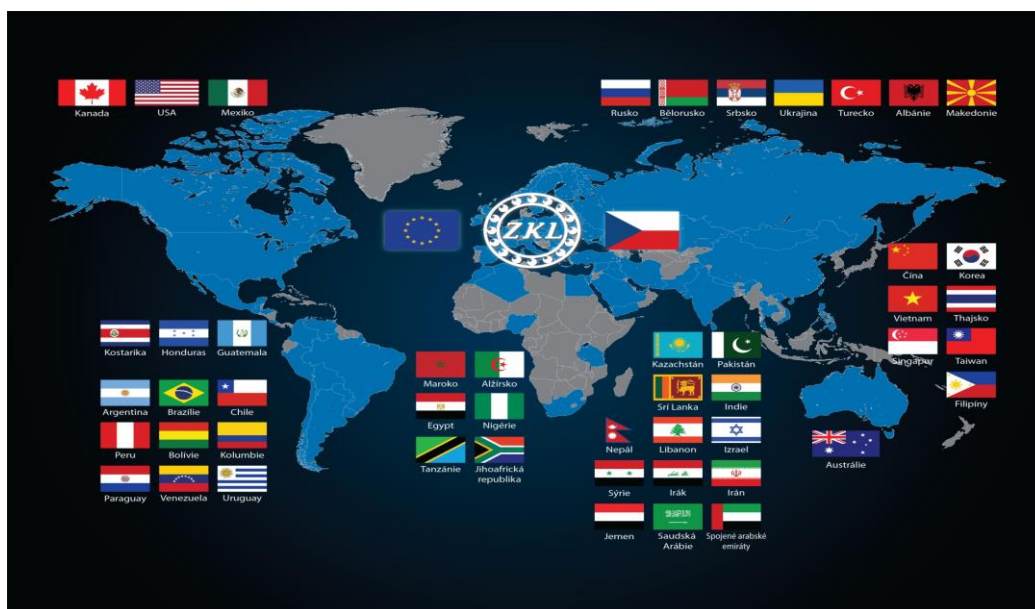 Kanada USA Mexiko
Rusko Bělorusko Srbsko Ukrajina Turecko Albánie Makedonie
ZKL
Čína Korea
Vietnam Thajsko
Singapur Taiwan
Filipíny
Kostarika Honduras Guatemala
Argentina Brazílie Chile
Peru Bolívie Kolumbie
Paraguay Venezuela Uruguay
Maroko Alžírsko
Egypt Nigérie
Tanzánie Jihoafrická
republika
Kazachstán Pakistán
Srí Lanka Indie
Nepál Libanon Izrael
Sýrie Irák Irán
Jemen Saudská
Arábie
Spojené arabské
emiráty
Austrálie